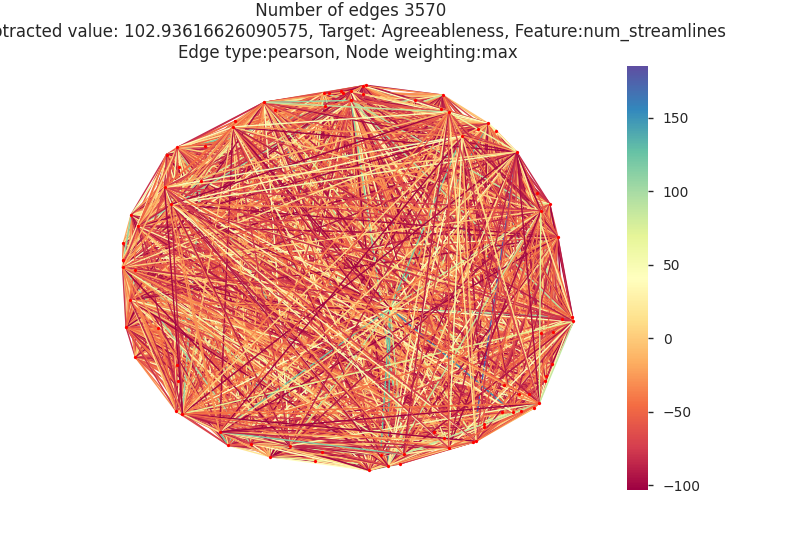 Number of edges 3570
otracted value: 102.93616626090575, Target: Agreeableness, Feature:num_streamlines
Edge type:pearson, Node weighting:max
150
100
50
0
−50
−100